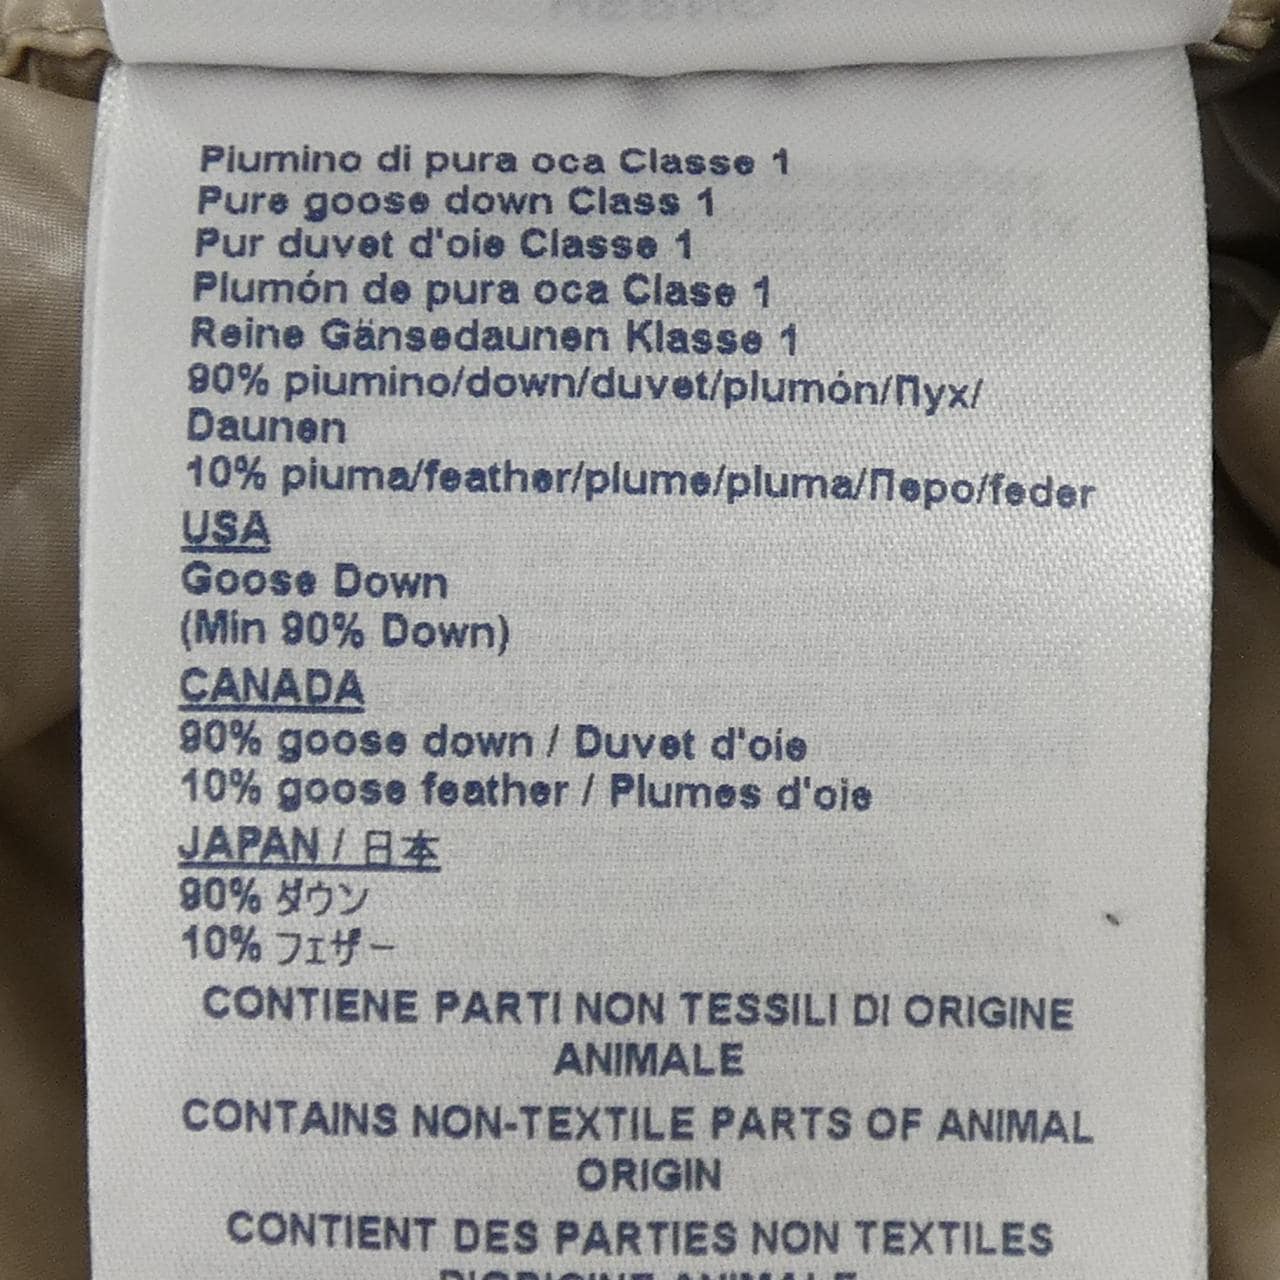 Piumino di pura oca Classe 1
Pure goose down Class 1
Pur duvet d'oie Classe 1
Plumón de pura oca Clase 1
Reine Gänsedaunen Klasse 1
90% piumino/down/duvet/plumón/Пух/
Daunen
10% piuma/feather/plume/pluma/Перо/feder
USA
Goose Down
(Min 90% Down)
CANADA
90% goose down / Duvet d'oie
10% goose feather / Plumes d'oie
JAPAN / 日本
90% ダウン
10% フェザー
CONTIENE PARTI NON TESSILI DI ORIGINE
ANIMALE
CONTAINS NON-TEXTILE PARTS OF ANIMAL
ORIGIN
CONTIENT DES PARTIES NON TEXTILES
D'ORIGINE ANIMALE